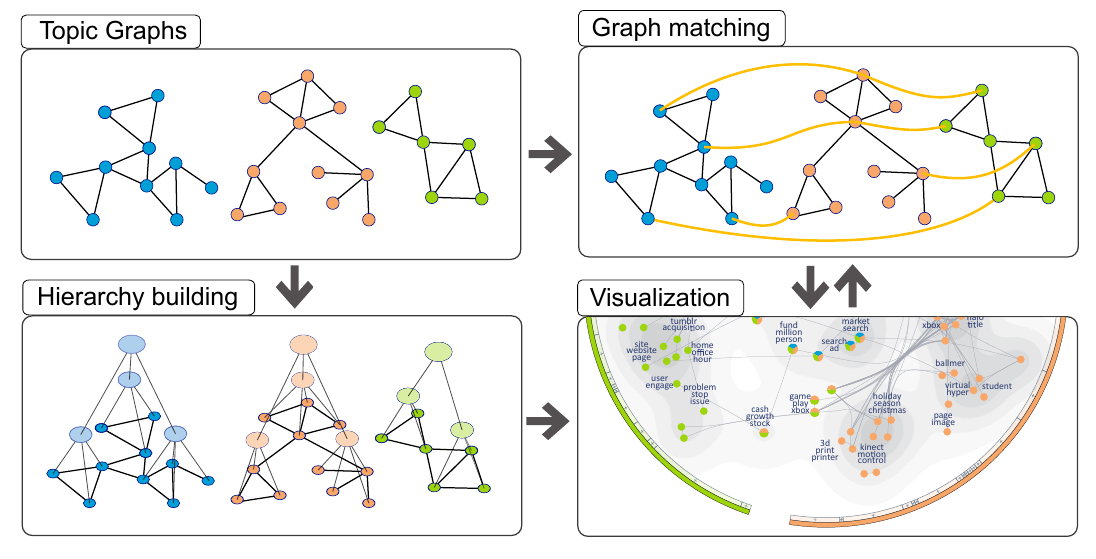 Topic Graphs
Graph matching
Hierarchy building
Visualization
tumblr
acquisition
site
website
page
home
office
hour
user
engage
problem
stop
issue
fund
million
person
market
search
search
ad
xbox
halo
title
ballmer
virtual
hyper
student
game
play
xbox
holiday
season
christmas
cash
growth
stock
page
image
3d
print
printer
kinect
motion
control